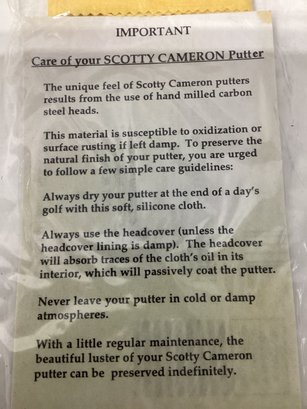 IMPORTANT
Care of your SCOTTY CAMERON Putter
The unique feel of Scotty Cameron putters
results from the use of hand milled carbon
steel heads.
This material is susceptible to oxidization or
surface rusting if left damp. To preserve the
natural finish of your putter, you are urged
to follow a few simple care guidelines:
Always dry your putter at the end of a day's
golf with this soft, silicone cloth.
Always use the headcover (unless the
headcover lining is damp). The headcover
will absorb traces of the cloth's oil in its
interior, which will passively coat the putter.
Never leave your putter in cold or damp
atmospheres.
With a little regular maintenance, the
beautiful luster of your Scotty Cameron
putter can be preserved indefinitely.